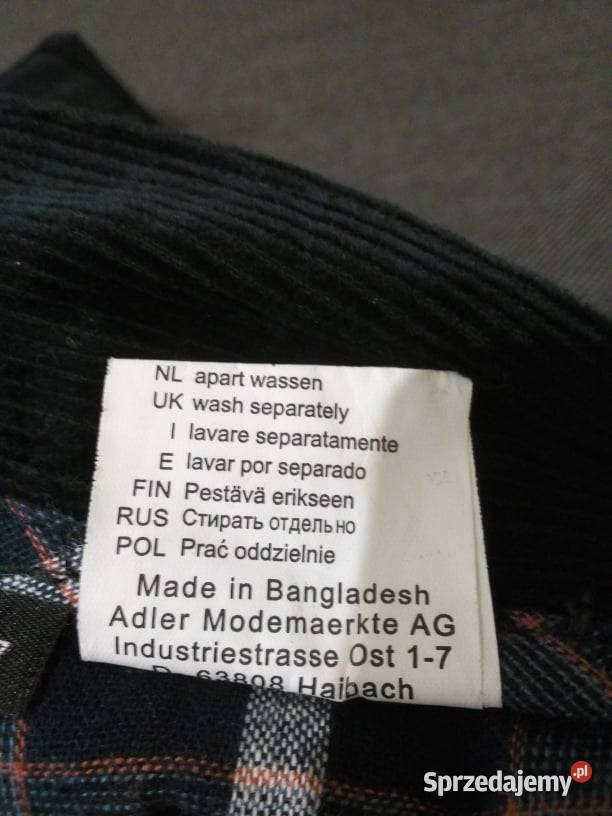 NL apart wassen
UK wash separately
I lavare separatamente
E lavar por separado
FIN Pestävä erikseen
RUS Стирать отдельно
POL Prać oddzielnie
Made in Bangladesh
Adler Modemaerkte AG
Industriestrasse Ost 1-7
D-63808 Haibach
Sprzedajemy.pl